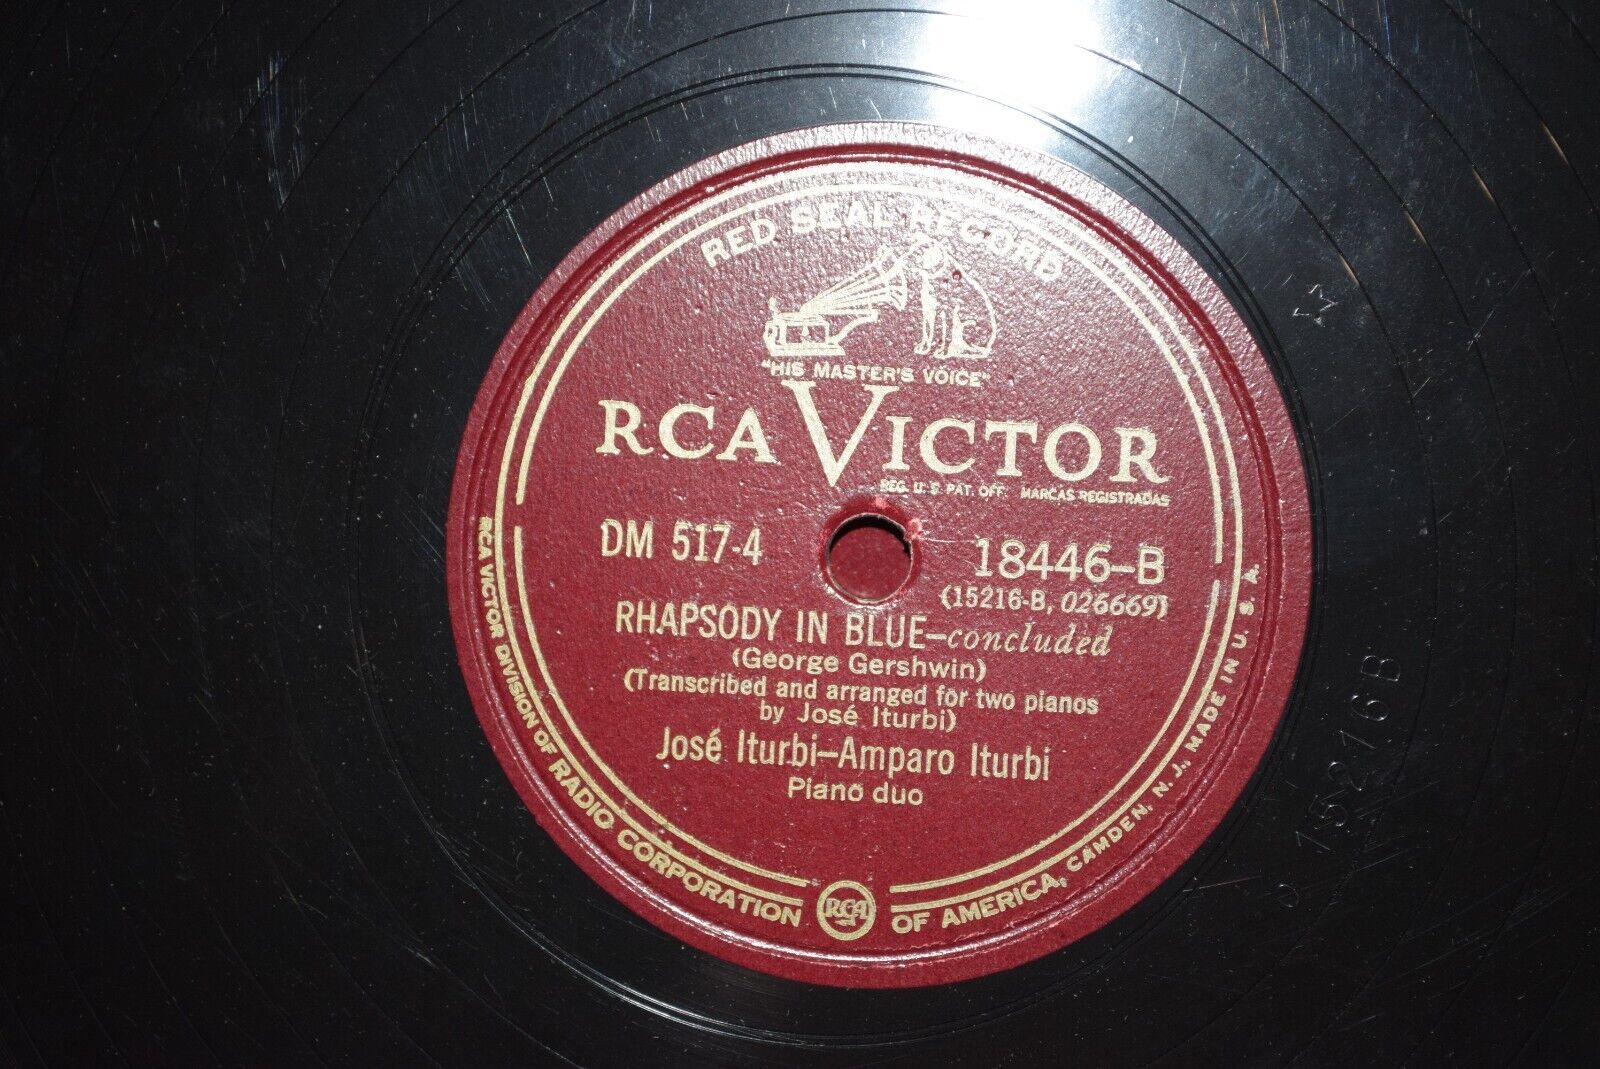 RED SEAL RECORD
"HIS MASTER'S VOICE"
RCA VICTOR
REG. U. S. PAT. OFF. MARCAS REGISTRADAS
DM 517-4
18446-B
(15216-B, 026669)
RHAPSODY IN BLUE-concluded
(George Gershwin)
(Transcribed and arranged for two pianos
by José Iturbi)
José Iturbi-Amparo Iturbi
Piano duo
RCA VICTOR DIVISION OF RADIO CORPORATION OF AMERICA, CAMDEN, N. J., MADE IN U. S. A.
RCA
15216B